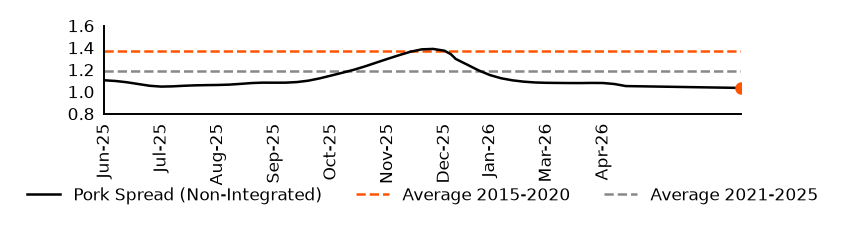 1.6
1.4
1.2
1.0
0.8
Jun-25 Jul-25 Aug-25 Sep-25 Oct-25 Nov-25 Dec-25 Jan-26 Mar-26 Apr-26
Pork Spread (Non-Integrated) Average 2015-2020 Average 2021-2025